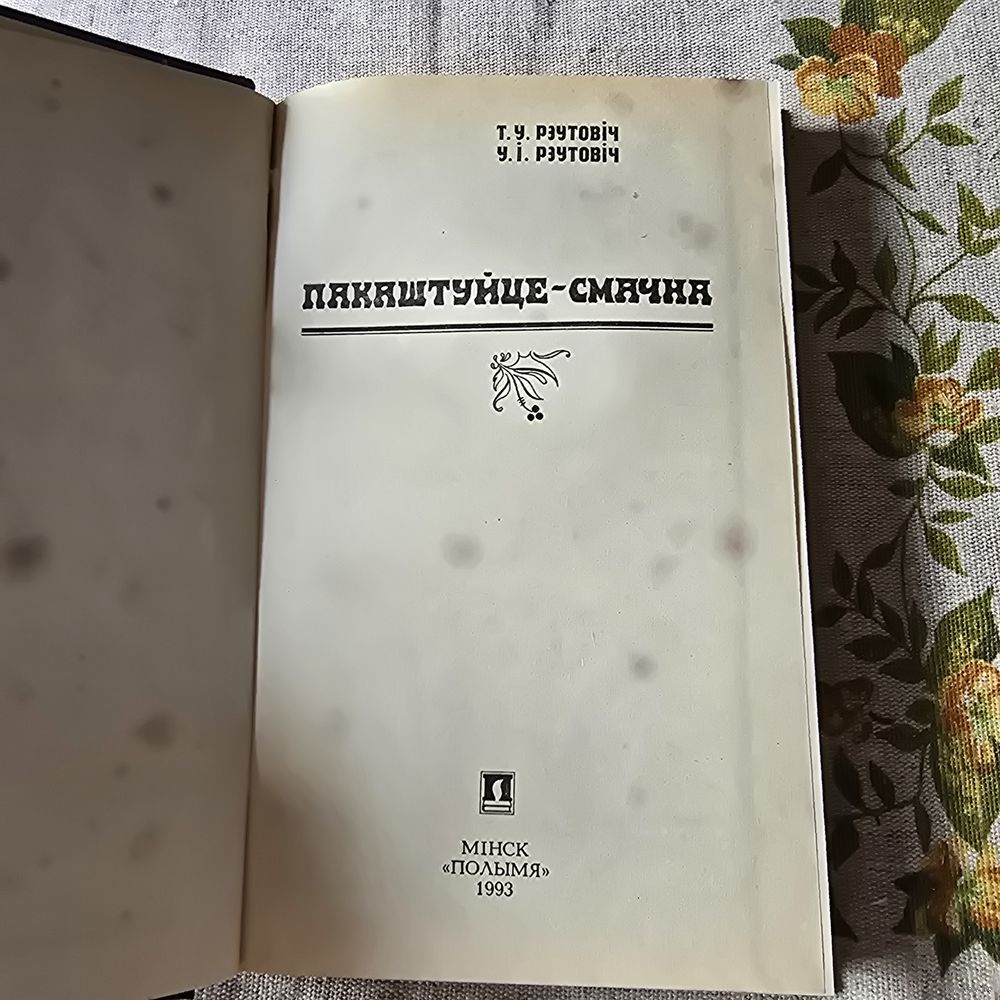 Т. У. РЭУТОВІЧ
У. І. РЭУТОВІЧ
ПАКАШТУЙЦЕ-СМАЧНА
МІНСК
«ПОЛЫМЯ»
1993